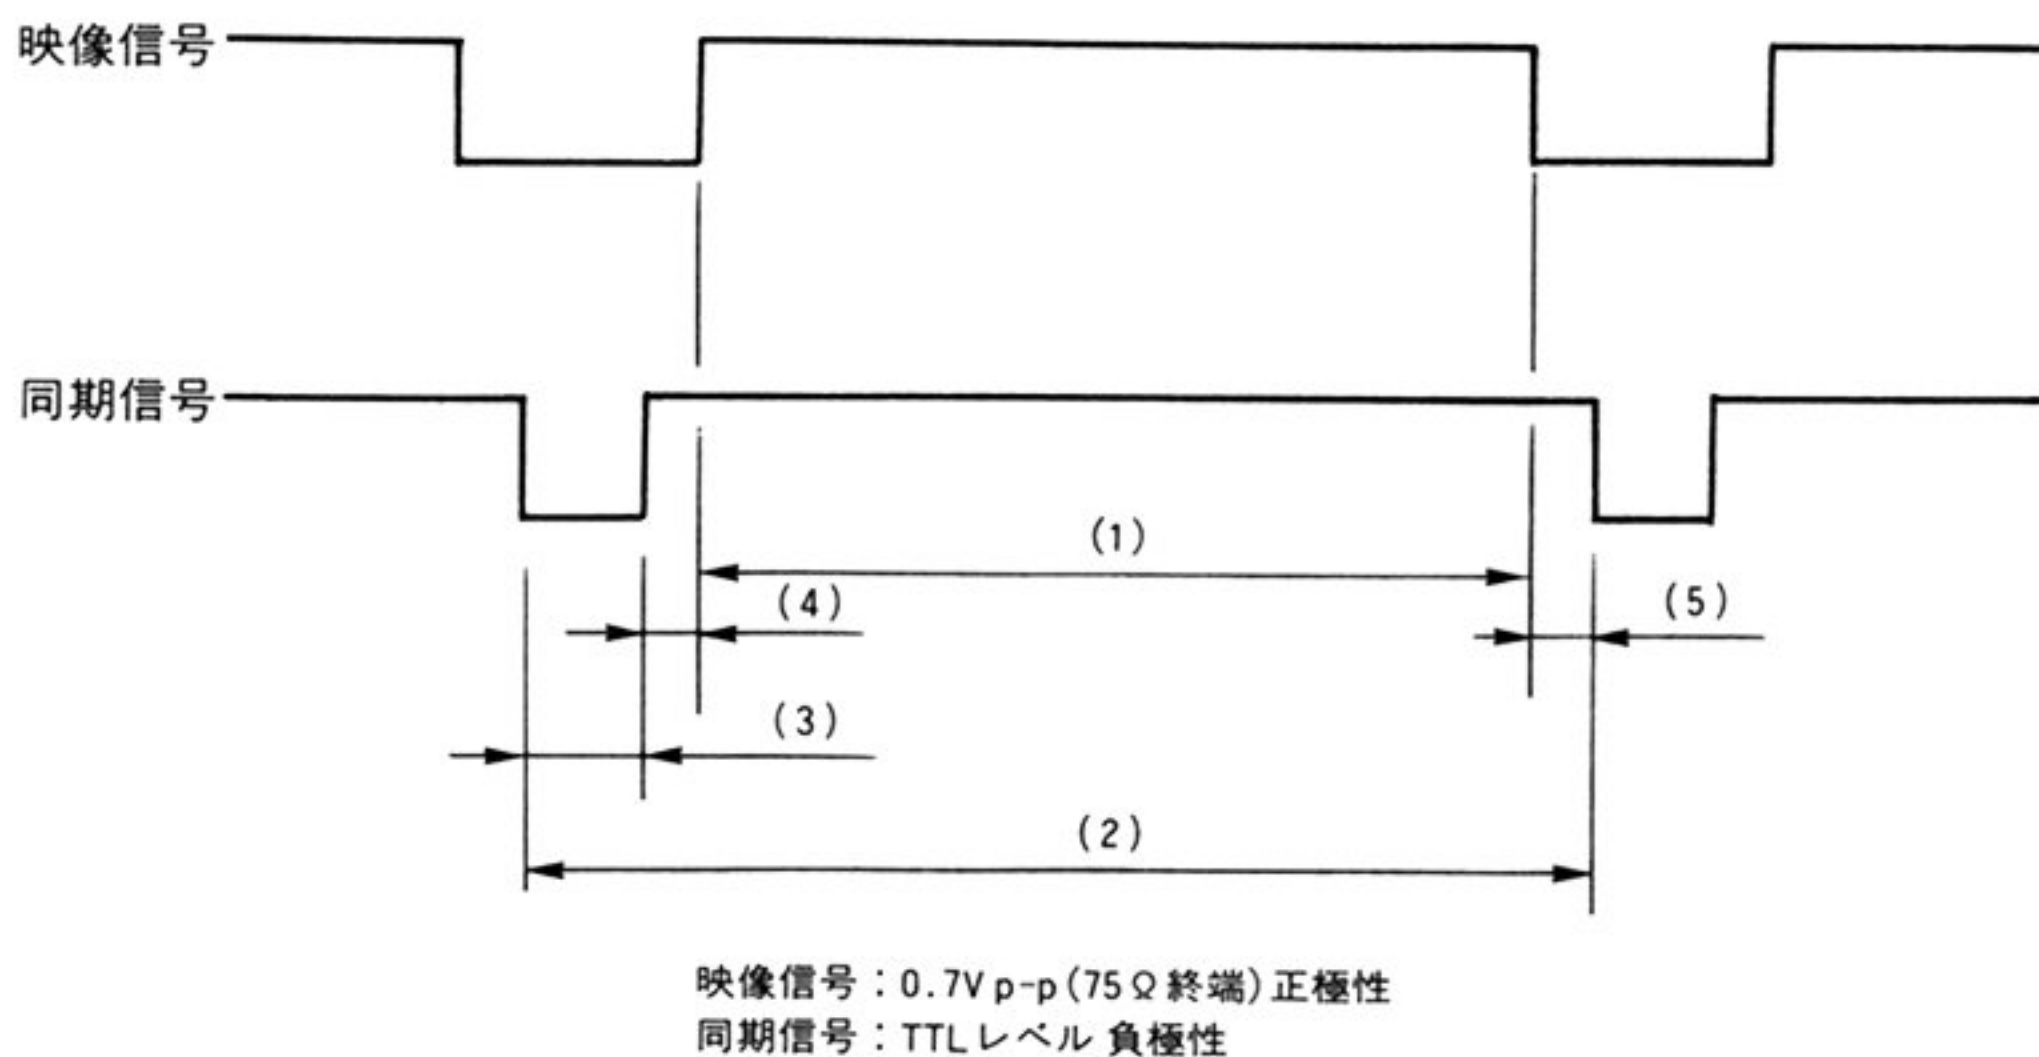 映像信号
同期信号
(1)
(4)
(5)
(3)
(2)
映像信号：0.7Vp-p(75Ω終端)正極性
同期信号：TTLレベル 負極性